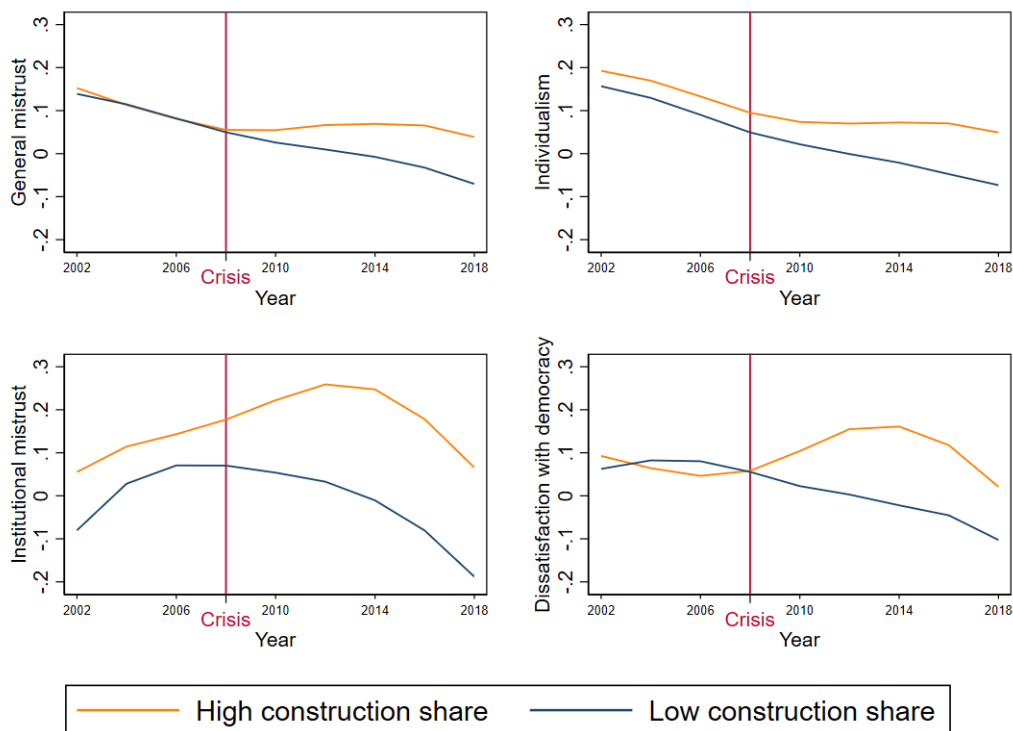 General mistrust
.3
.2
.1
0
-.1
-.2
2002 2006 2010 2014 2018
Crisis
Year
Individualism
.3
.2
.1
0
-.1
-.2
2002 2006 2010 2014 2018
Crisis
Year
Institutional mistrust
.3
.2
.1
0
-.1
-.2
2002 2006 2010 2014 2018
Crisis
Year
Dissatisfaction with democracy
.3
.2
.1
0
-.1
-.2
2002 2006 2010 2014 2018
Crisis
Year
High construction share Low construction share